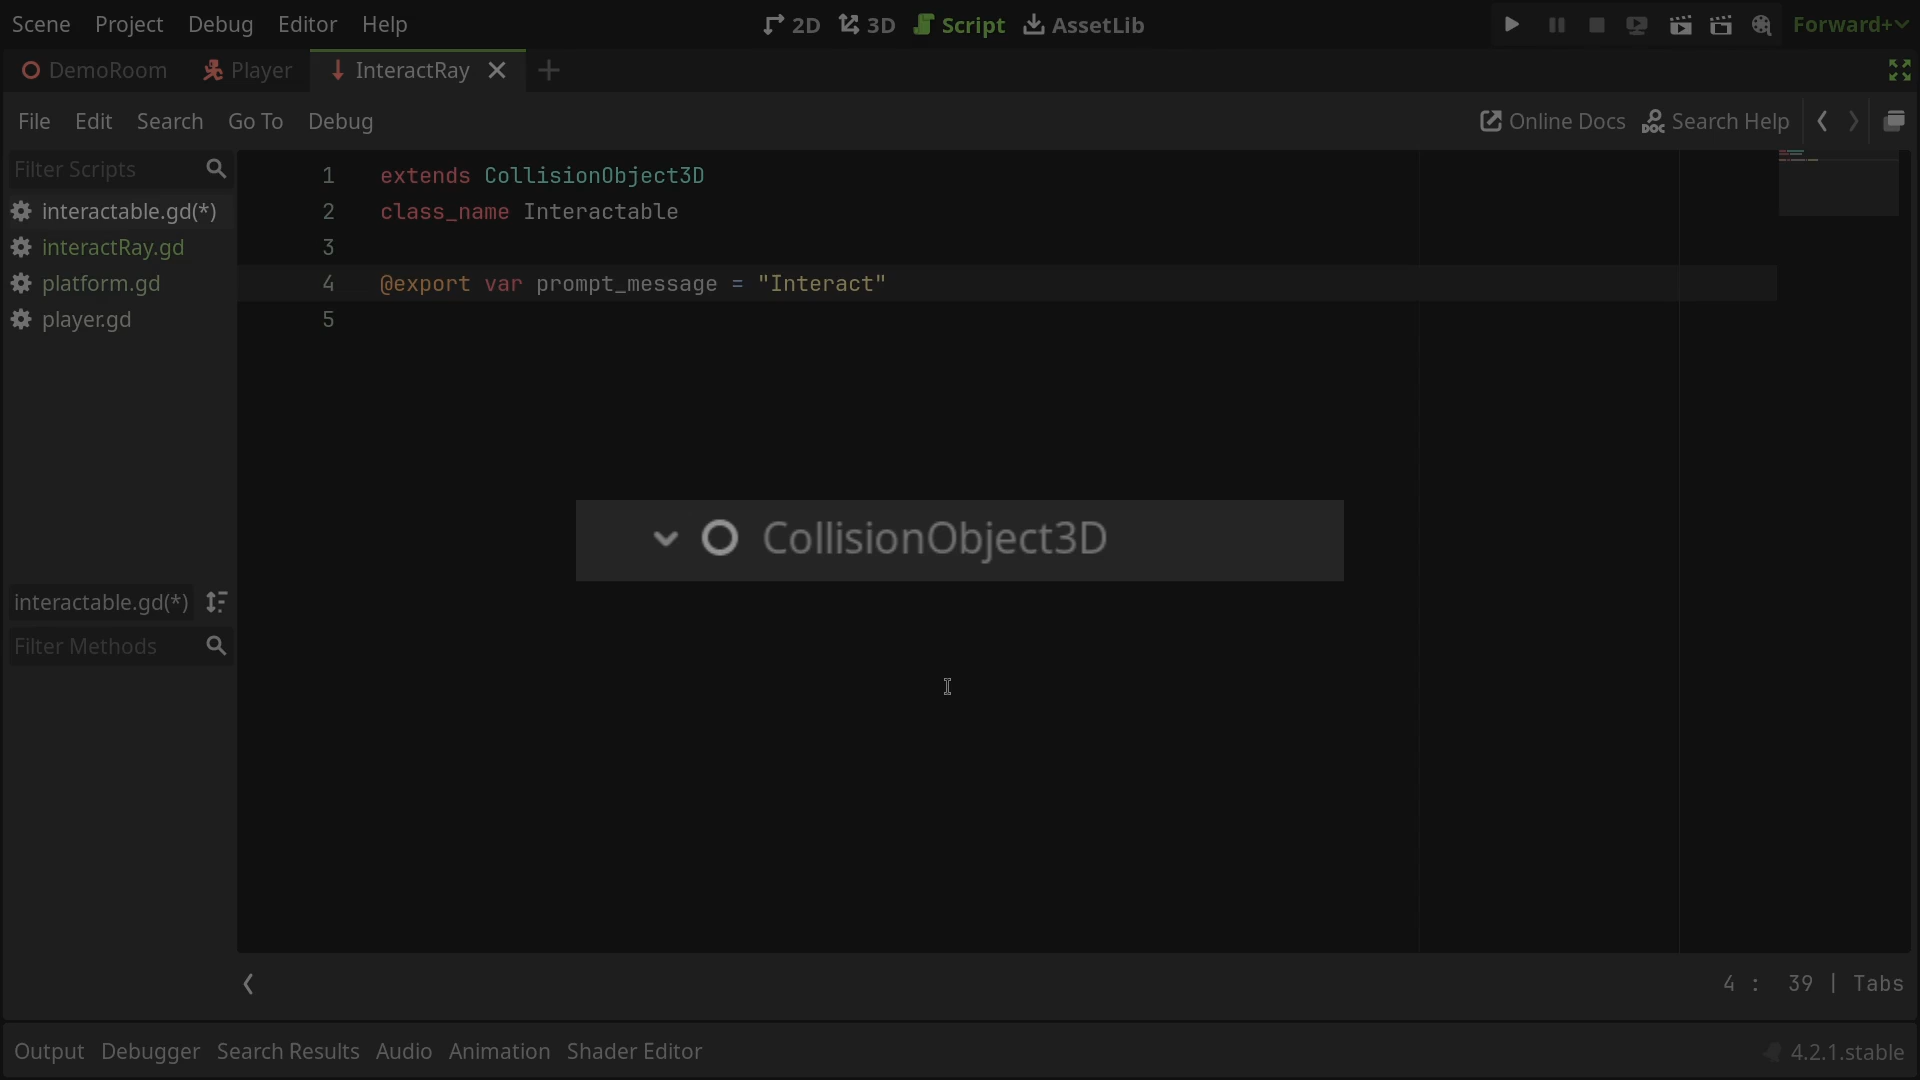 Scene Project Debug Editor Help 2D 3D Script AssetLib Forward+
DemoRoom Player InteractRay
File Edit Search Go To Debug Online Docs Search Help
Filter Scripts
interactable.gd(*)
interactRay.gd
platform.gd
player.gd
1 extends CollisionObject3D
2 class_name Interactable
3
4 @export var prompt_message = "Interact"
5
CollisionObject3D
interactable.gd(*)
Filter Methods
4 : 39 | Tabs
Output Debugger Search Results Audio Animation Shader Editor 4.2.1.stable